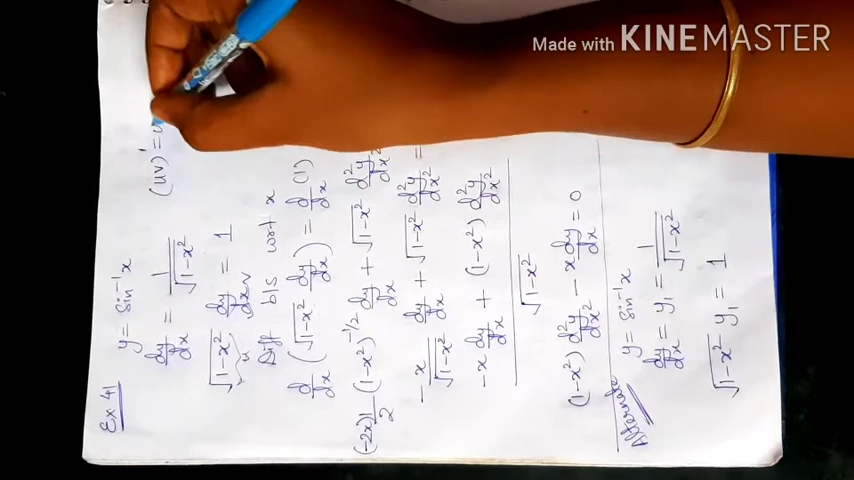 Made with KINEMASTER
Ex 41
y = sin⁻¹x
(uv)' = u
dy/dx = 1/√(1-x²)
√(1-x²) dy/dx = 1
u v
Diff b/s wrt x
d/dx (√(1-x²) dy/dx) = d/dx (1)
(-2x) 1/2 (1-x²)^(-1/2) dy/dx + √(1-x²) d²y/dx²
-x/√(1-x²) dy/dx + √(1-x²) d²y/dx² =
-x dy/dx + (1-x²) d²y/dx²
√(1-x²)
(1-x²) d²y/dx² - x dy/dx = 0
Alternate
y = sin⁻¹x
dy/dx = y₁ = 1/√(1-x²)
√(1-x²) y₁ = 1